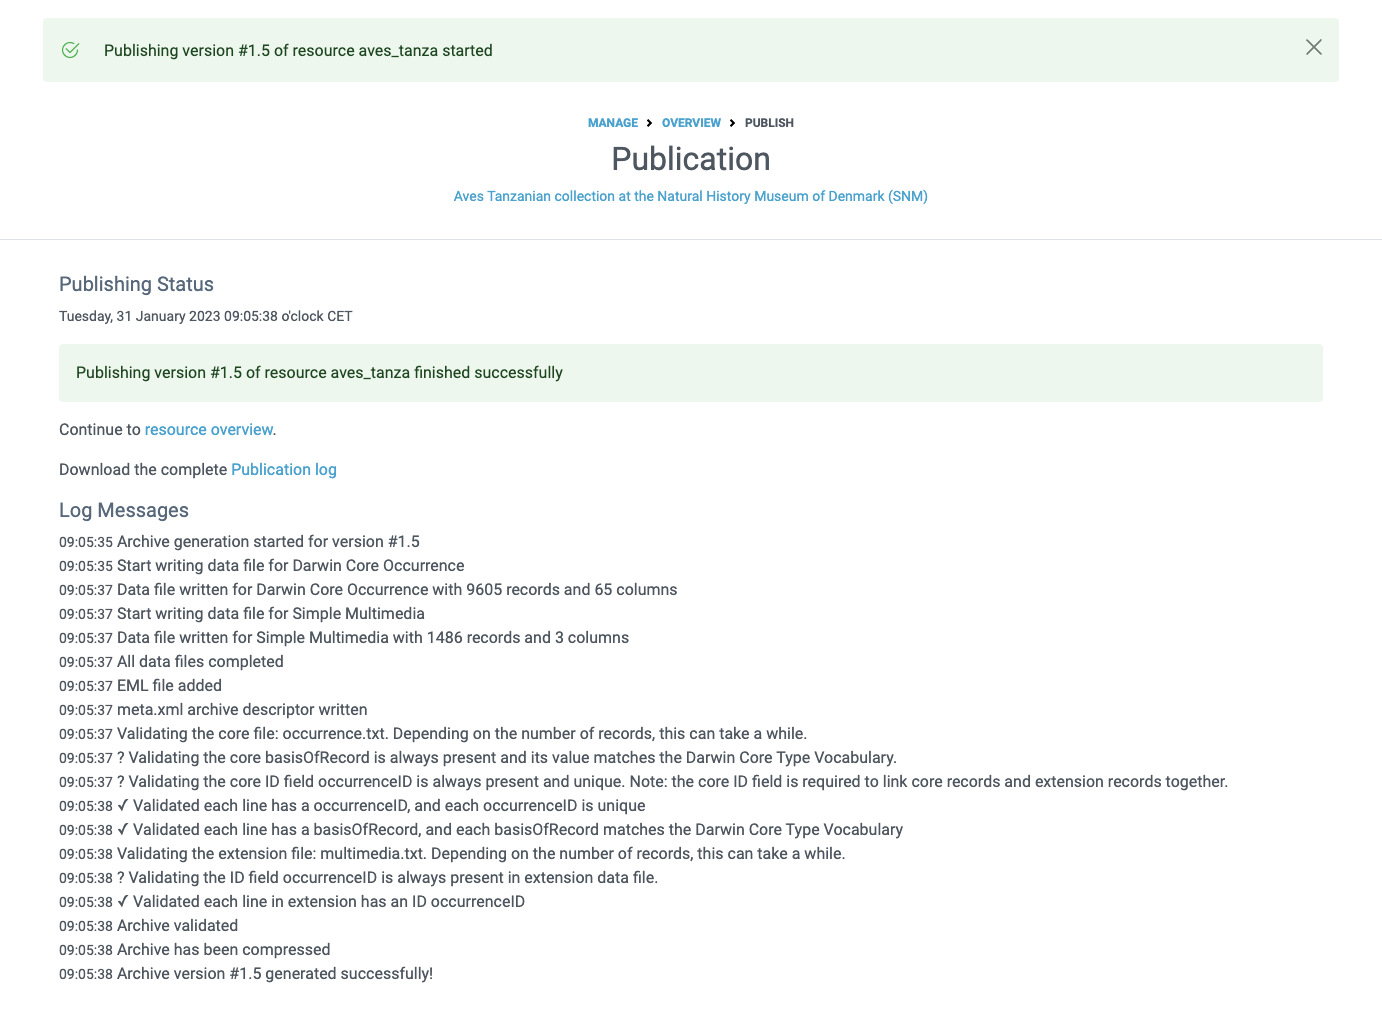 Publishing version #1.5 of resource aves_tanza started
MANAGE > OVERVIEW > PUBLISH
Publication
Aves Tanzanian collection at the Natural History Museum of Denmark (SNM)
Publishing Status
Tuesday, 31 January 2023 09:05:38 o'clock CET
Publishing version #1.5 of resource aves_tanza finished successfully
Continue to resource overview.
Download the complete Publication log
Log Messages
09:05:35 Archive generation started for version #1.5
09:05:35 Start writing data file for Darwin Core Occurrence
09:05:37 Data file written for Darwin Core Occurrence with 9605 records and 65 columns
09:05:37 Start writing data file for Simple Multimedia
09:05:37 Data file written for Simple Multimedia with 1486 records and 3 columns
09:05:37 All data files completed
09:05:37 EML file added
09:05:37 meta.xml archive descriptor written
09:05:37 Validating the core file: occurrence.txt. Depending on the number of records, this can take a while.
09:05:37 ? Validating the core basisOfRecord is always present and its value matches the Darwin Core Type Vocabulary.
09:05:37 ? Validating the core ID field occurrenceID is always present and unique. Note: the core ID field is required to link core records and extension records together.
09:05:38 ✓ Validated each line has a occurrenceID, and each occurrenceID is unique
09:05:38 ✓ Validated each line has a basisOfRecord, and each basisOfRecord matches the Darwin Core Type Vocabulary
09:05:38 Validating the extension file: multimedia.txt. Depending on the number of records, this can take a while.
09:05:38 ? Validating the ID field occurrenceID is always present in extension data file.
09:05:38 ✓ Validated each line in extension has an ID occurrenceID
09:05:38 Archive validated
09:05:38 Archive has been compressed
09:05:38 Archive version #1.5 generated successfully!